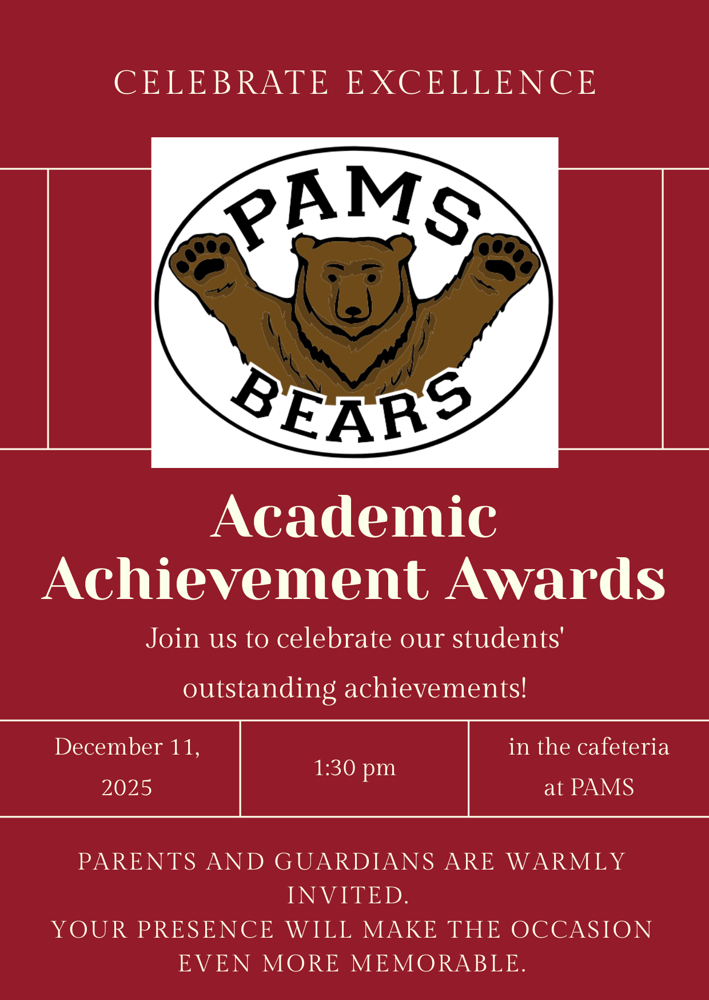 CELEBRATE EXCELLENCE
PAMS
BEARS
Academic
Achievement Awards
Join us to celebrate our students'
outstanding achievements!
December 11,
2025
1:30 pm
in the cafeteria
at PAMS
PARENTS AND GUARDIANS ARE WARMLY
INVITED.
YOUR PRESENCE WILL MAKE THE OCCASION
EVEN MORE MEMORABLE.